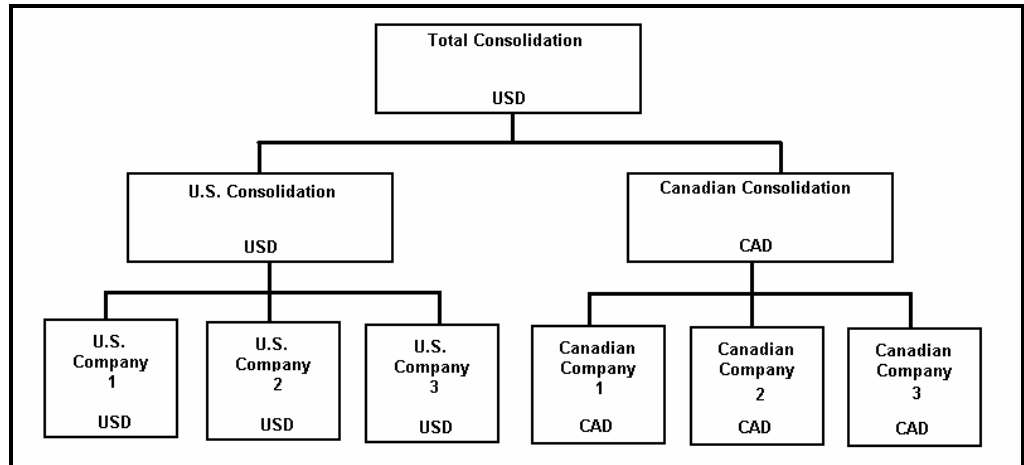 Total Consolidation
USD
U.S. Consolidation
USD
Canadian Consolidation
CAD
U.S.
Company
1
USD
U.S.
Company
2
USD
U.S.
Company
3
USD
Canadian
Company
1
CAD
Canadian
Company
2
CAD
Canadian
Company
3
CAD